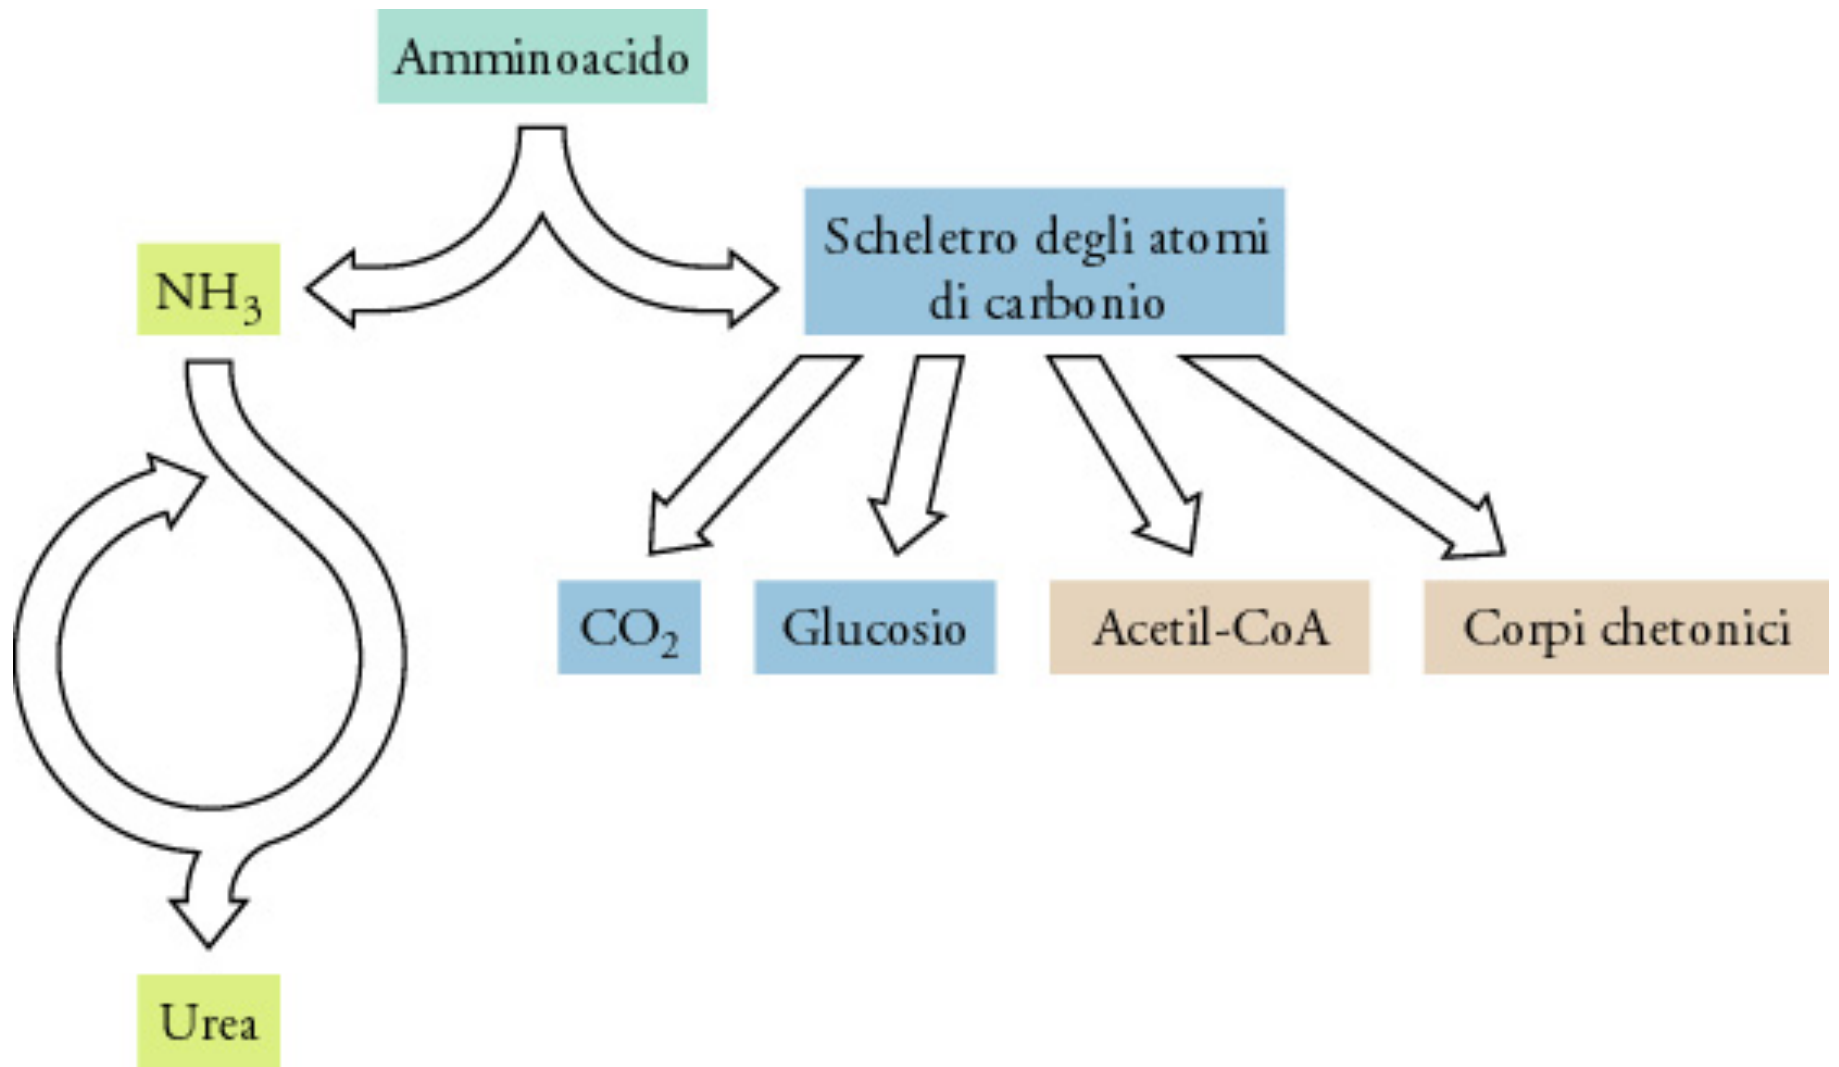 Amminoacido
Scheletro degli atomi
di carbonio
NH₃
CO₂
Glucosio
Acetil-CoA
Corpi chetonici
Urea